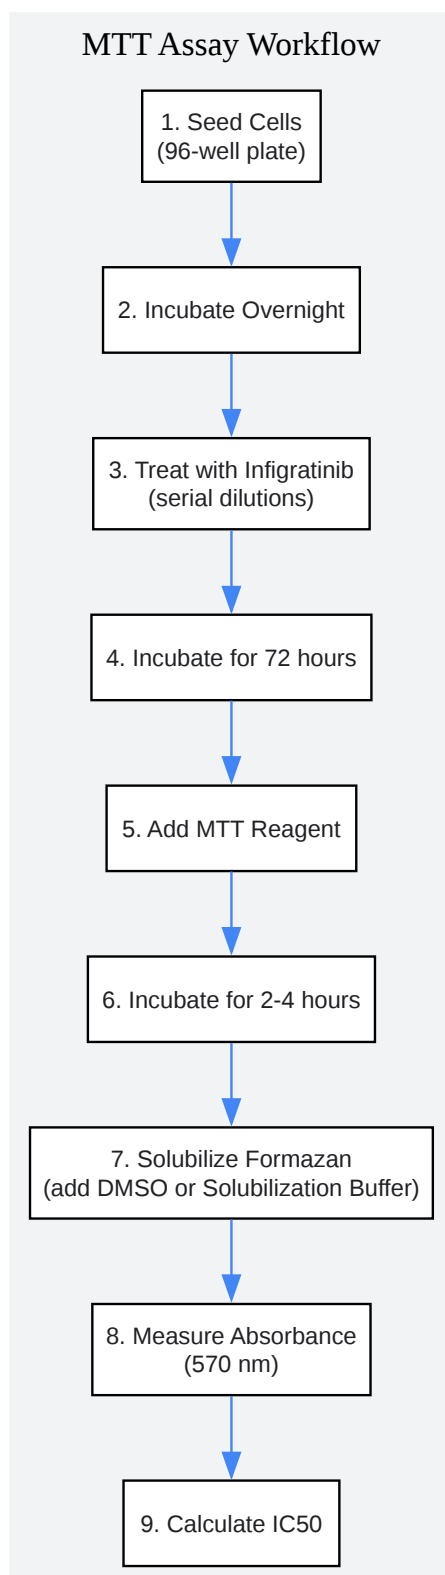 MTT Assay Workflow
1. Seed Cells
(96-well plate)
2. Incubate Overnight
3. Treat with Infigratinib
(serial dilutions)
4. Incubate for 72 hours
5. Add MTT Reagent
6. Incubate for 2-4 hours
7. Solubilize Formazan
(add DMSO or Solubilization Buffer)
8. Measure Absorbance
(570 nm)
9. Calculate IC50